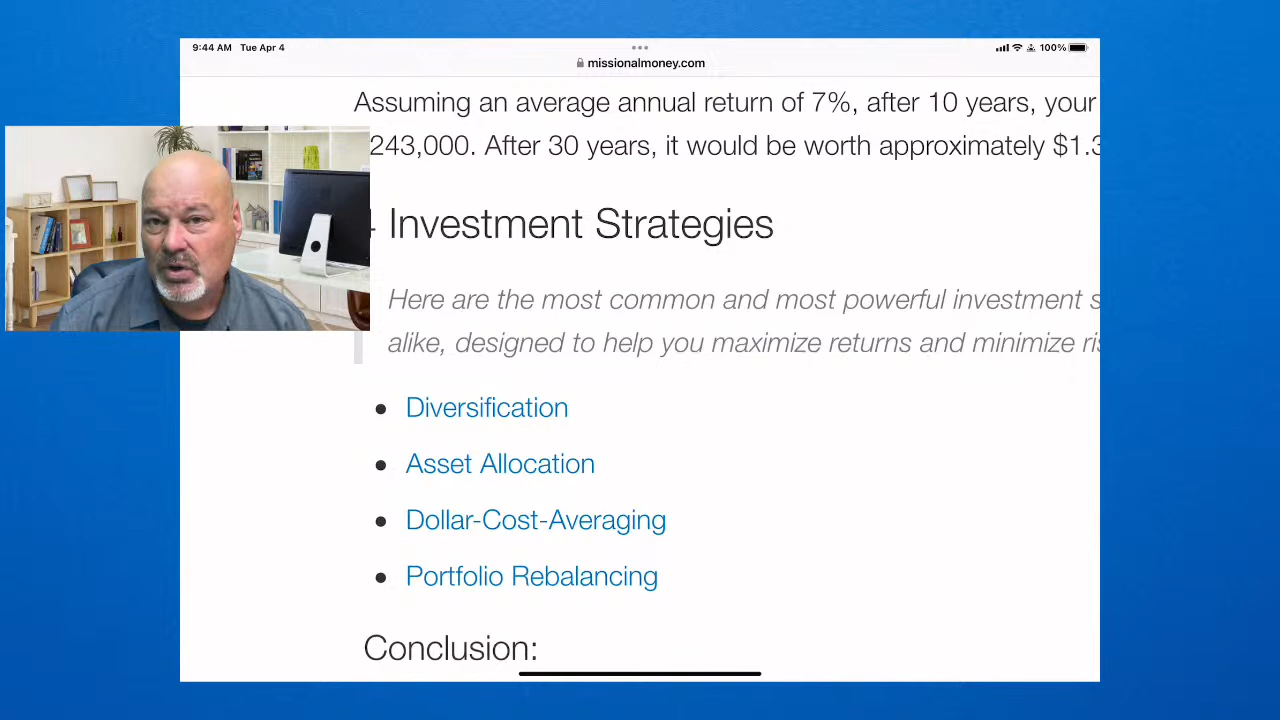 9:44 AM Tue Apr 4
100%
missionalmoney.com
Assuming an average annual return of 7%, after 10 years, your
243,000. After 30 years, it would be worth approximately $1.3
Investment Strategies
Here are the most common and most powerful investment s
alike, designed to help you maximize returns and minimize ris
• Diversification
• Asset Allocation
• Dollar-Cost-Averaging
• Portfolio Rebalancing
Conclusion: